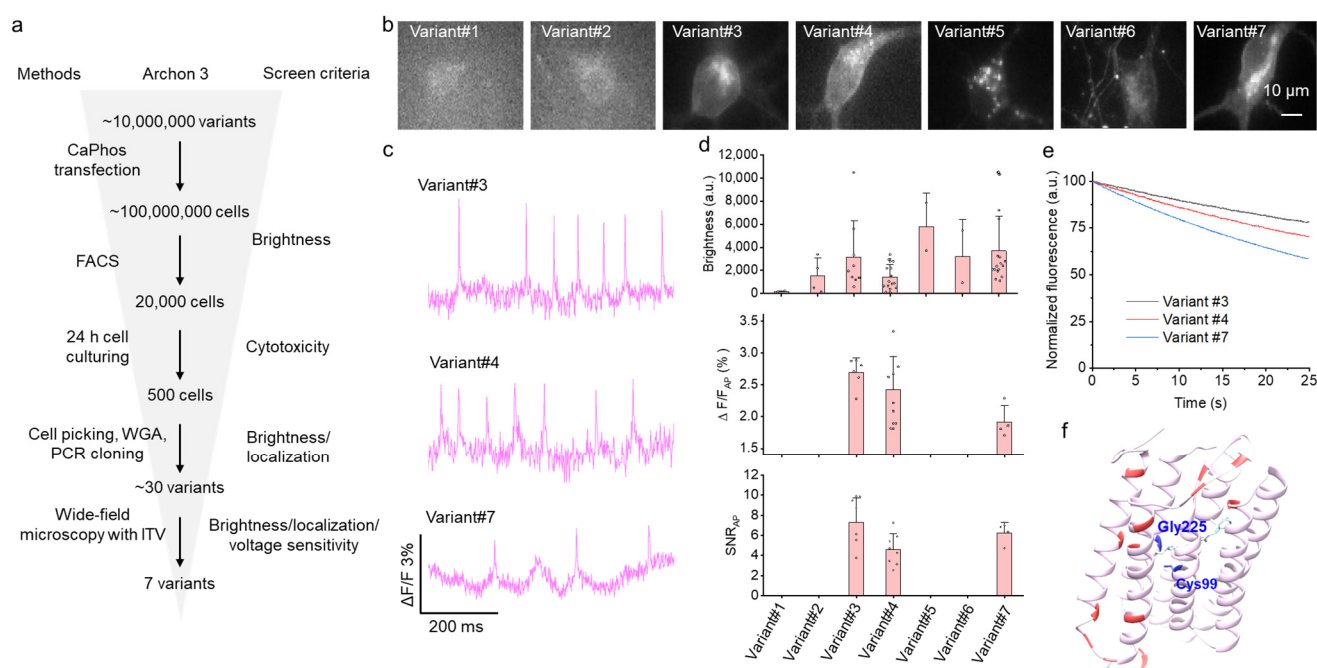 a
Methods
Archon 3
Screen criteria
~10,000,000 variants
CaPhos
transfection
~100,000,000 cells
Brightness
FACS
20,000 cells
24 h cell
culturing
Cytotoxicity
500 cells
Cell picking, WGA,
PCR cloning
Brightness/
localization
~30 variants
Wide-field
microscopy with ITV
Brightness/localization/
voltage sensitivity
7 variants
b
Variant#1
Variant#2
Variant#3
Variant#4
Variant#5
Variant#6
Variant#7
10 µm
c
Variant#3
Variant#4
Variant#7
ΔF/F 3%
200 ms
d
Brightness (a.u.)
12,000
10,000
8,000
6,000
4,000
2,000
0
Δ F/F_AP (%)
3.5
3.0
2.5
2.0
1.5
SNR_AP
12
10
8
6
4
2
0
Variant#1
Variant#2
Variant#3
Variant#4
Variant#5
Variant#6
Variant#7
e
Normalized fluorescence (a.u.)
100
75
50
25
0
Variant #3
Variant #4
Variant #7
0 5 10 15 20 25
Time (s)
f
Gly225
Cys99